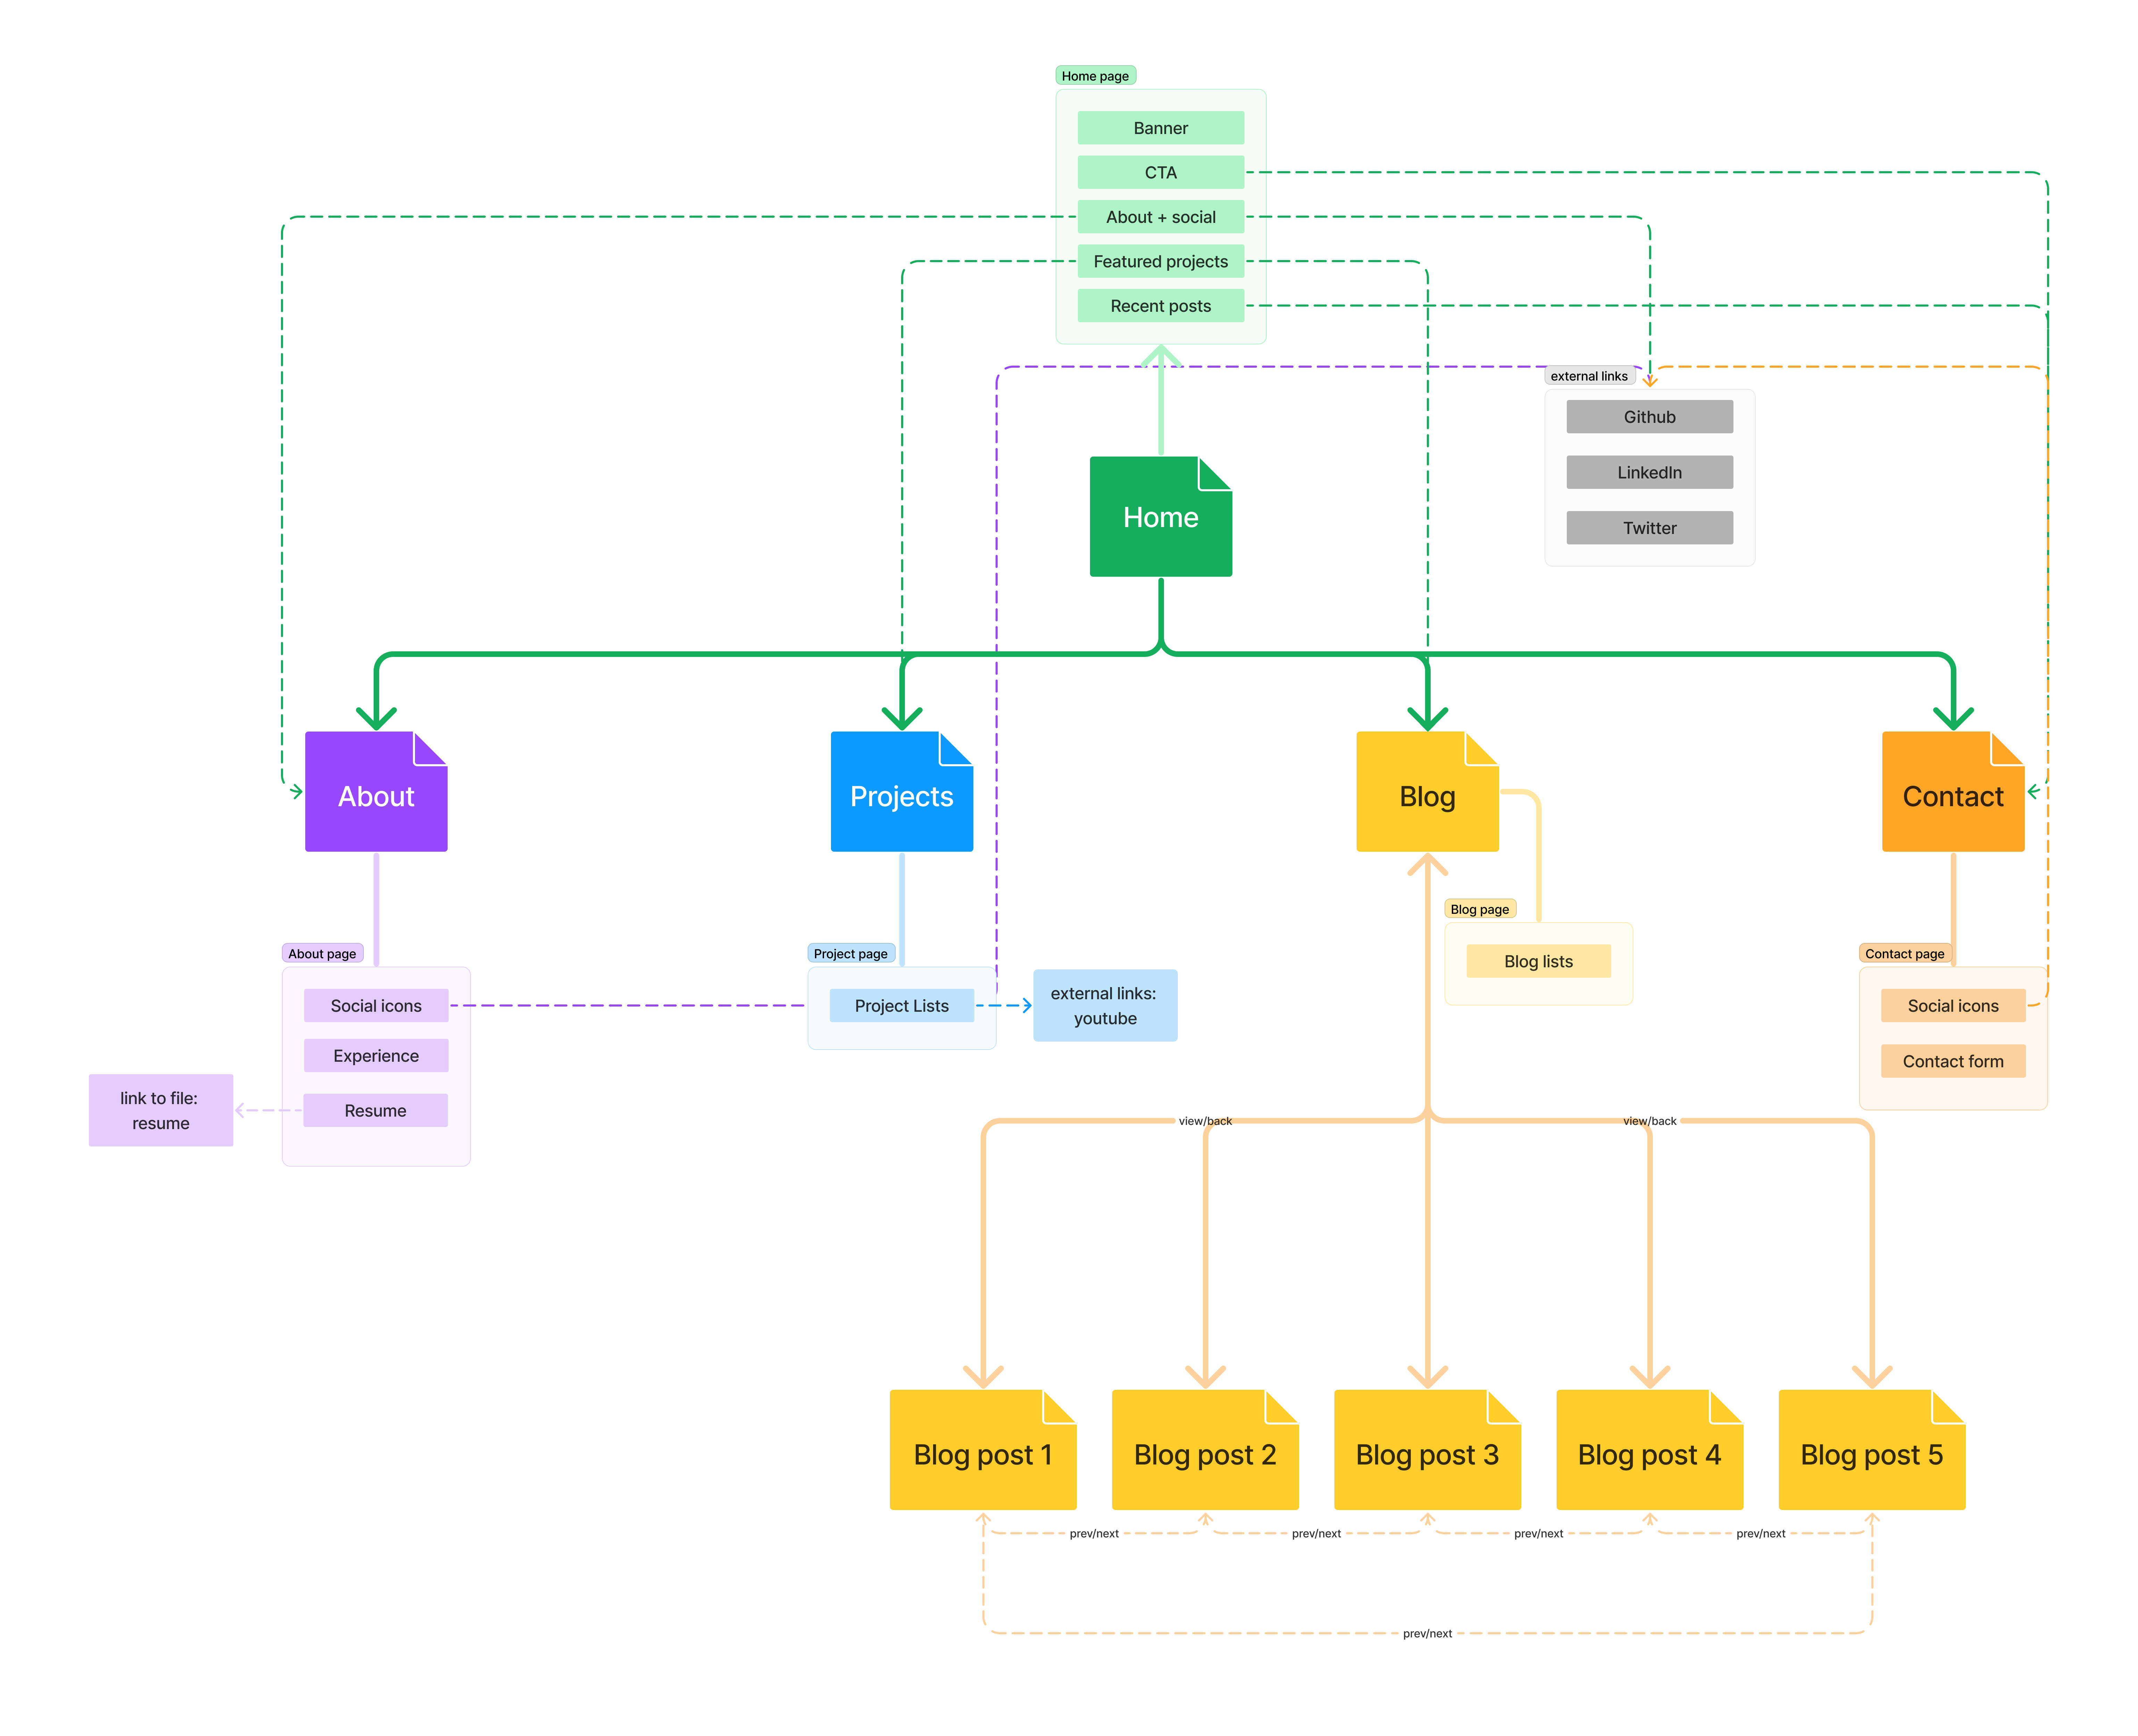 Home page
Banner
CTA
About + social
Featured projects
Recent posts
external links
Github
LinkedIn
Twitter
Home
About
Projects
Blog
Contact
Blog page
Blog lists
About page
Social icons
Experience
Resume
link to file:
resume
Project page
Project Lists
external links:
youtube
Contact page
Social icons
Contact form
view/back
view/back
Blog post 1
Blog post 2
Blog post 3
Blog post 4
Blog post 5
prev/next
prev/next
prev/next
prev/next
prev/next